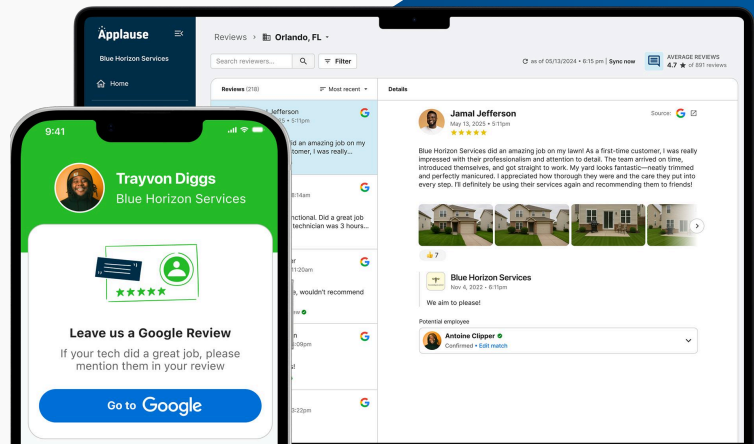 Applause
Blue Horizon Services
Home
Reviews > Orlando, FL
Search reviewers...
Filter
as of 05/13/2024 • 6:15 pm | Sync now
AVERAGE REVIEWS
4.7 ★ of 891 reviews
Reviews (218)
Most recent
Details
Jefferson
5:11pm
did an amazing job on my
tomer, I was really...
8:14am
nctional. Did a great job
technician was 3 hours...
11:20am
e, wouldn't recommend
3:22pm
Jamal Jefferson
May 13, 2025 • 5:11pm
★★★★★
Source: G
Blue Horizon Services did an amazing job on my lawn! As a first-time customer, I was really
impressed with their professionalism and attention to detail. The team arrived on time,
introduced themselves, and got straight to work. My yard looks fantastic—neatly trimmed
and perfectly manicured. I appreciated how thorough they were and the care they put into
every step. I'll definitely be using their services again and recommending them to friends!
7
Blue Horizon Services
Nov 4, 2022 • 6:11pm
We aim to please!
Potential employee
Antoine Clipper
Confirmed • Edit match
9:41
Trayvon Diggs
Blue Horizon Services
Leave us a Google Review
If your tech did a great job, please
mention them in your review
Go to Google